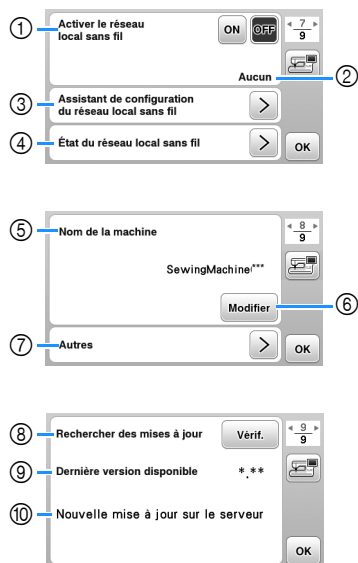 ① Activer le réseau local sans fil ON OFF 7 9
Aucun ②
③ Assistant de configuration du réseau local sans fil >
④ État du réseau local sans fil > OK
⑤ Nom de la machine 8 9
SewingMachine***
Modifier ⑥
⑦ Autres > OK
⑧ Rechercher des mises à jour Vérif. 9 9
⑨ Dernière version disponible *.**
⑩ Nouvelle mise à jour sur le serveur
OK